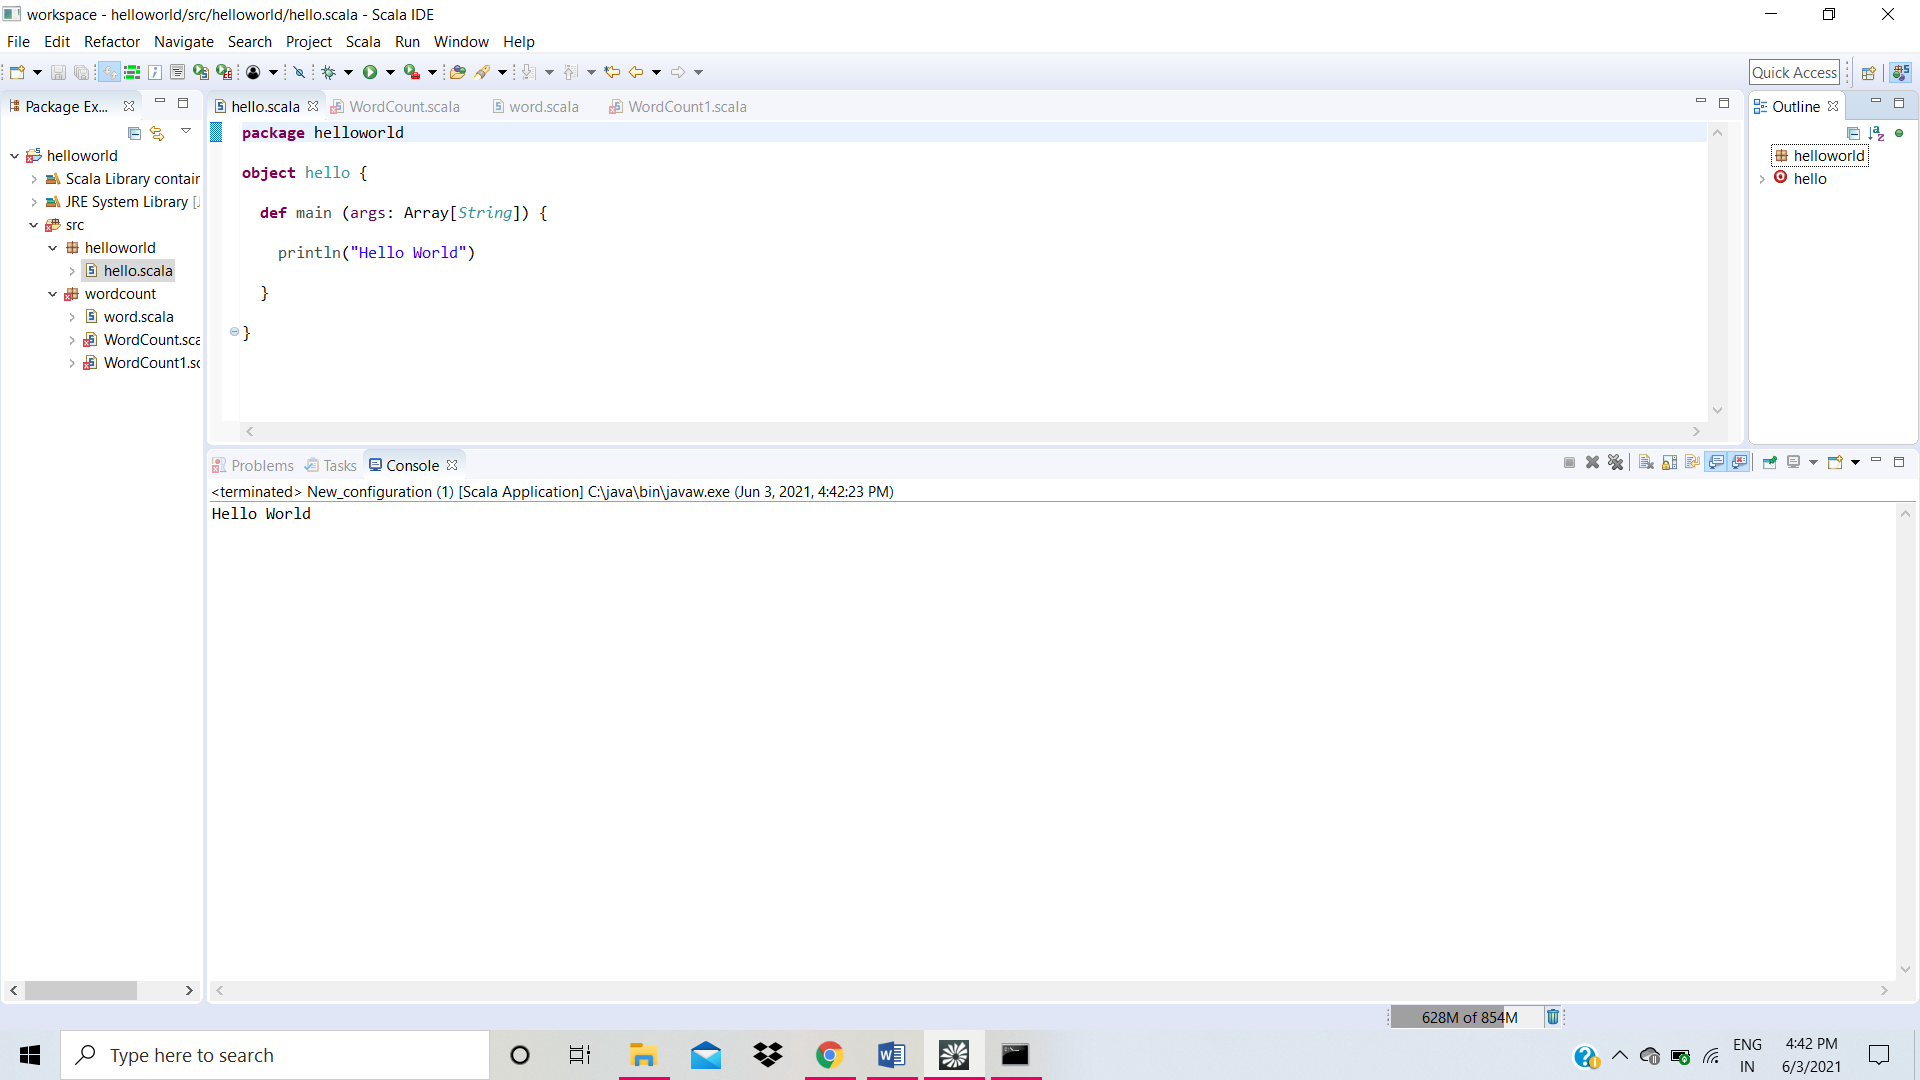 workspace - helloworld/src/helloworld/hello.scala - Scala IDE
File Edit Refactor Navigate Search Project Scala Run Window Help
Quick Access
Package Ex...
helloworld
Scala Library contair
JRE System Library [
src
helloworld
hello.scala
wordcount
word.scala
WordCount.sca
WordCount1.sc
hello.scala WordCount.scala word.scala WordCount1.scala
package helloworld
object hello {
def main (args: Array[String]) {
println("Hello World")
}
}
Outline
helloworld
hello
Problems Tasks Console
<terminated> New_configuration (1) [Scala Application] C:\java\bin\javaw.exe (Jun 3, 2021, 4:42:23 PM)
Hello World
628M of 854M
Type here to search
ENG
IN
4:42 PM
6/3/2021